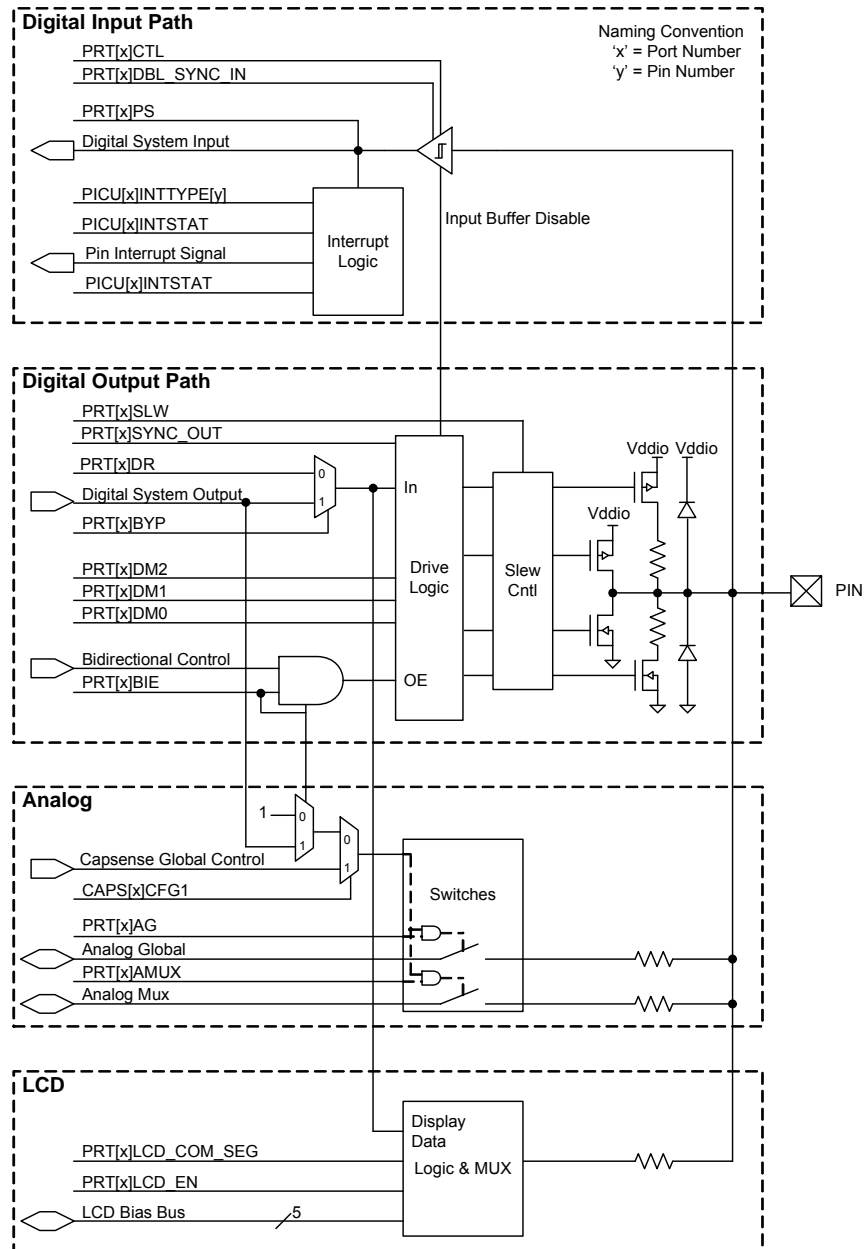 Digital Input Path
Naming Convention
'x' = Port Number
'y' = Pin Number
PRT[x]CTL
PRT[x]DBL_SYNC_IN
PRT[x]PS
Digital System Input
PICU[x]INTTYPE[y]
PICU[x]INTSTAT
Pin Interrupt Signal
PICU[x]INTSTAT
Interrupt
Logic
Input Buffer Disable
Digital Output Path
PRT[x]SLW
PRT[x]SYNC_OUT
PRT[x]DR
Digital System Output
PRT[x]BYP
0
1
PRT[x]DM2
PRT[x]DM1
PRT[x]DM0
Bidirectional Control
PRT[x]BIE
In
Drive
Logic
OE
Slew
Cntl
Vddio Vddio
Vddio
PIN
Analog
1
0
1
0
1
Capsense Global Control
CAPS[x]CFG1
PRT[x]AG
Analog Global
PRT[x]AMUX
Analog Mux
Switches
LCD
PRT[x]LCD_COM_SEG
PRT[x]LCD_EN
LCD Bias Bus
5
Display
Data
Logic & MUX